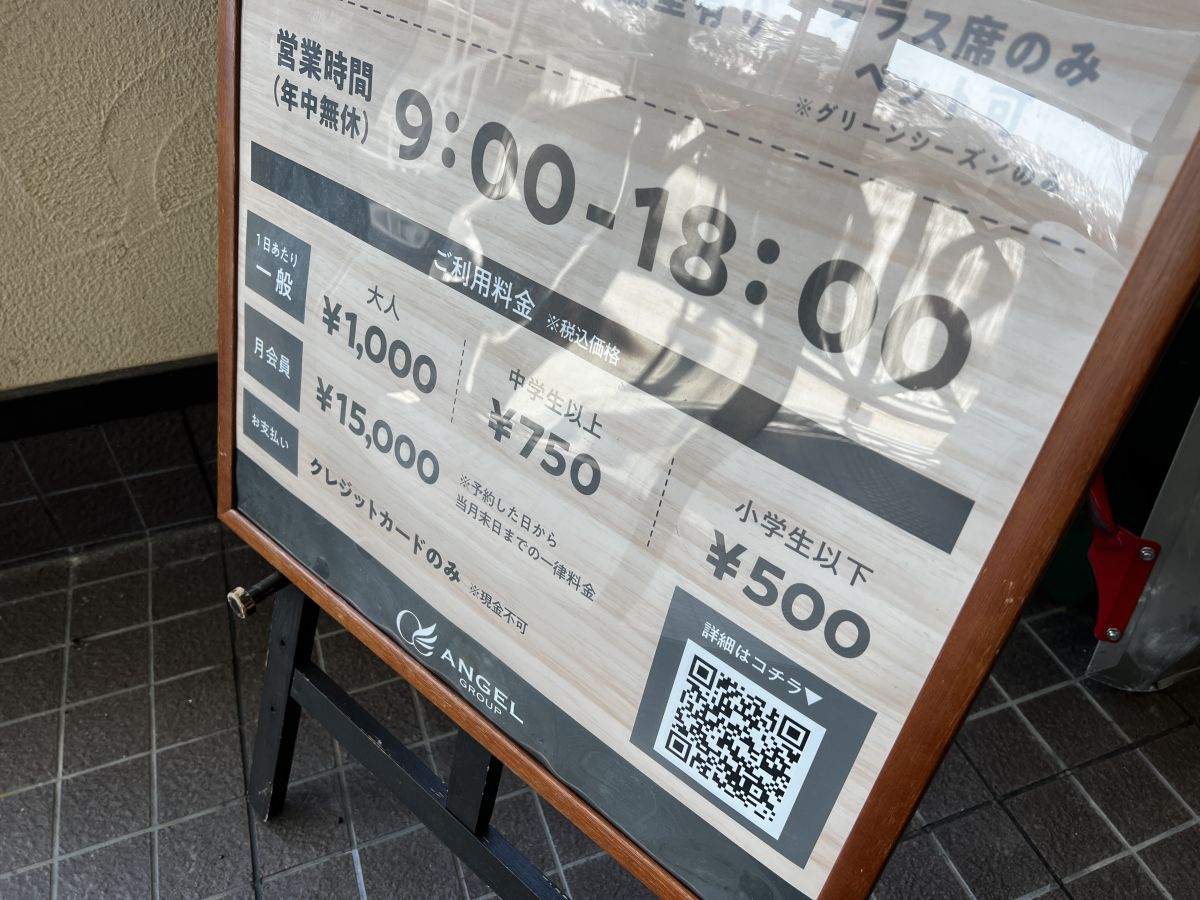 テラス席のみ
ペット可
※グリーンシーズンのみ
営業時間
(年中無休)
9:00-18:00
ご利用料金 ※税込価格
1日あたり
一般
大人
¥1,000
中学生以上
¥750
小学生以下
¥500
月会員
¥15,000
※予約した日から
当月末日までの一律料金
お支払い
クレジットカードのみ ※現金不可
詳細はコチラ▼
ANGEL
GROUP